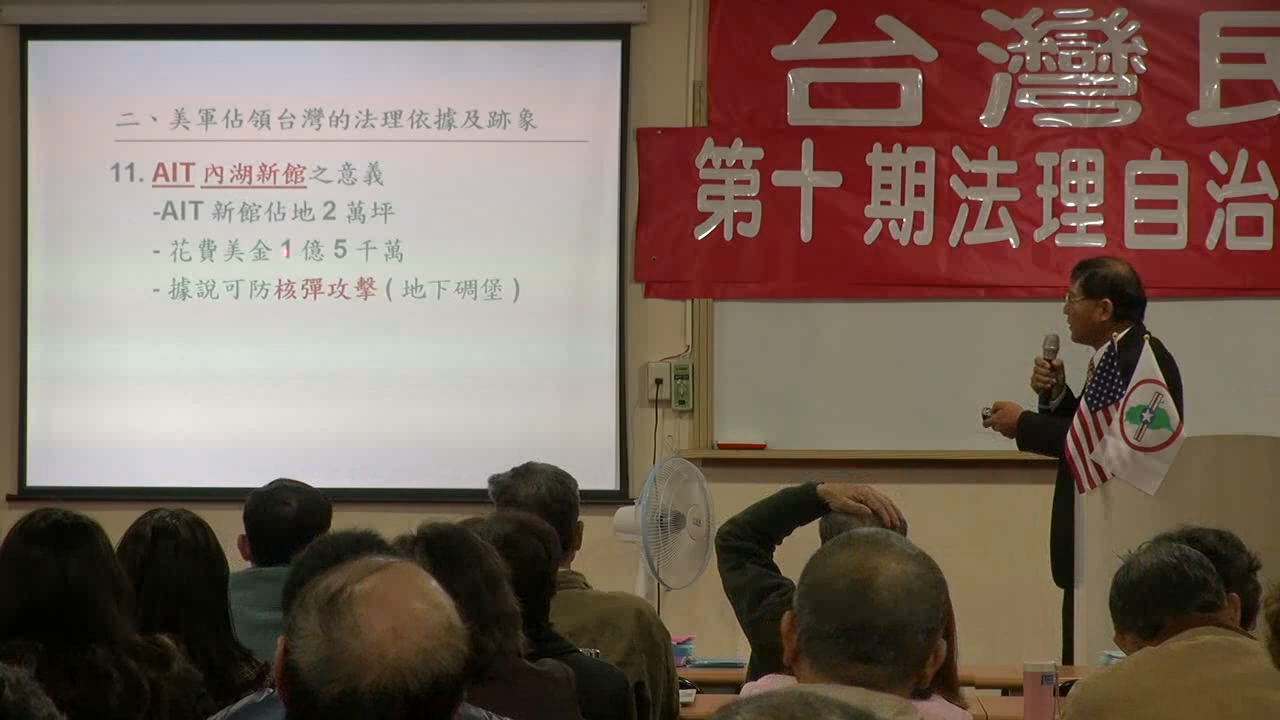 二、美軍佔領台灣的法理依據及跡象
11. AIT 內湖新館之意義
-AIT 新館佔地 2 萬坪
- 花費美金 1 億 5 千萬
- 據說可防核彈攻擊 ( 地下碉堡 )
台灣民
第十期法理自治